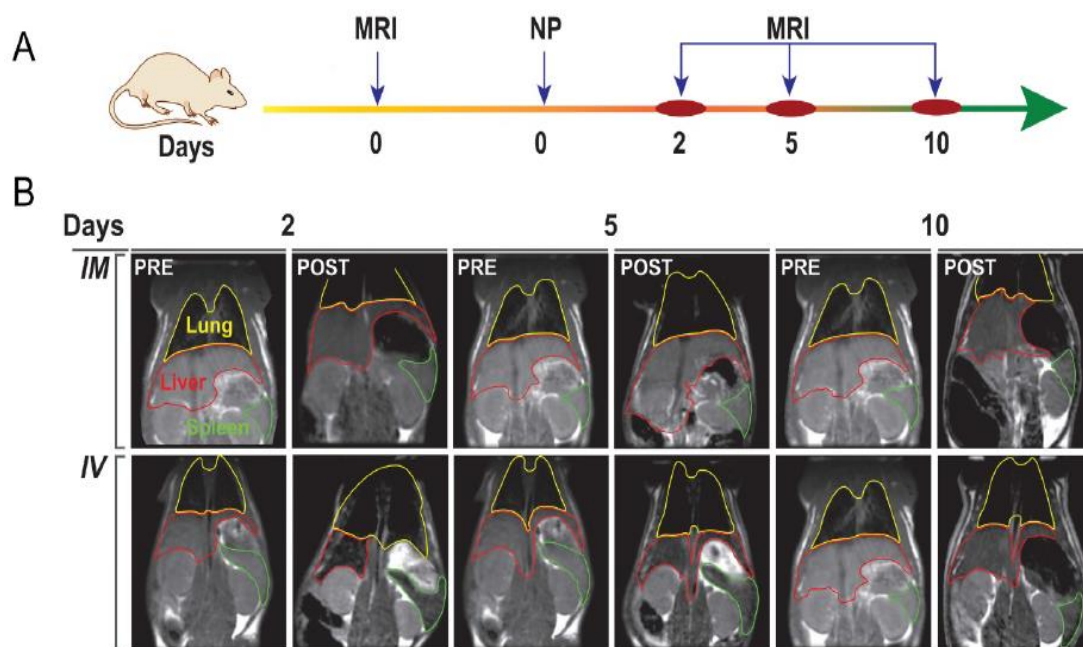 A
MRI NP MRI
Days 0 0 2 5 10
B
Days 2 5 10
IM PRE POST PRE POST PRE POST
Lung
Liver
Spleen
IV